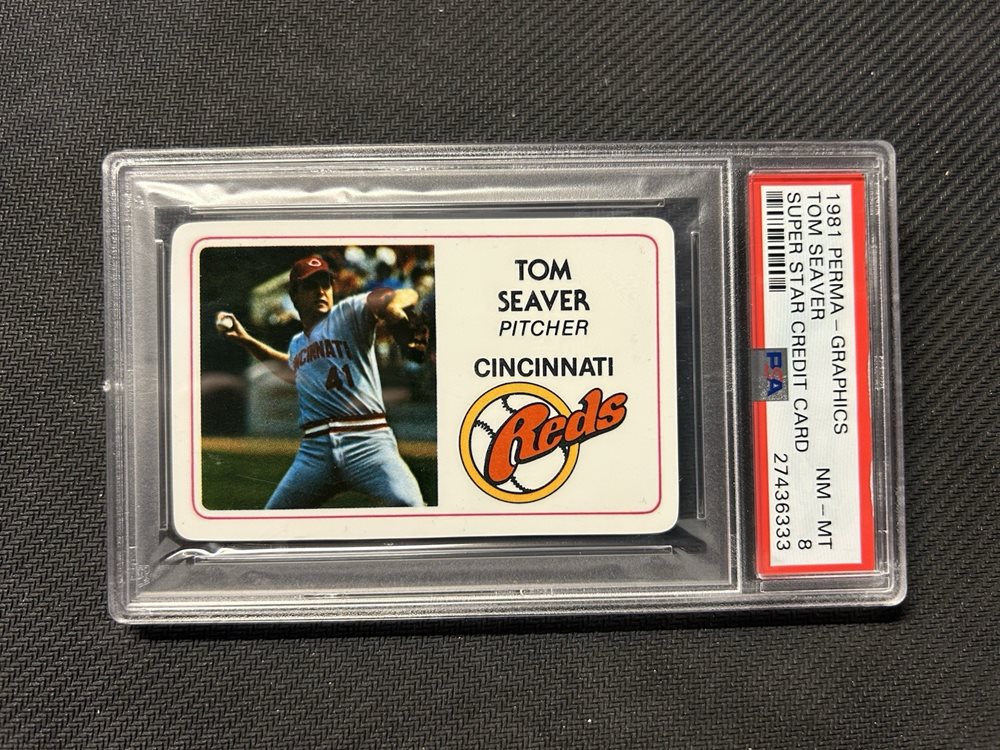 TOM
SEAVER
PITCHER
CINCINNATI
Reds
CINCINNATI
41
1981 PERMA-GRAPHICS
TOM SEAVER
SUPER STAR CREDIT CARD
NM-MT
8
27436333
PSA